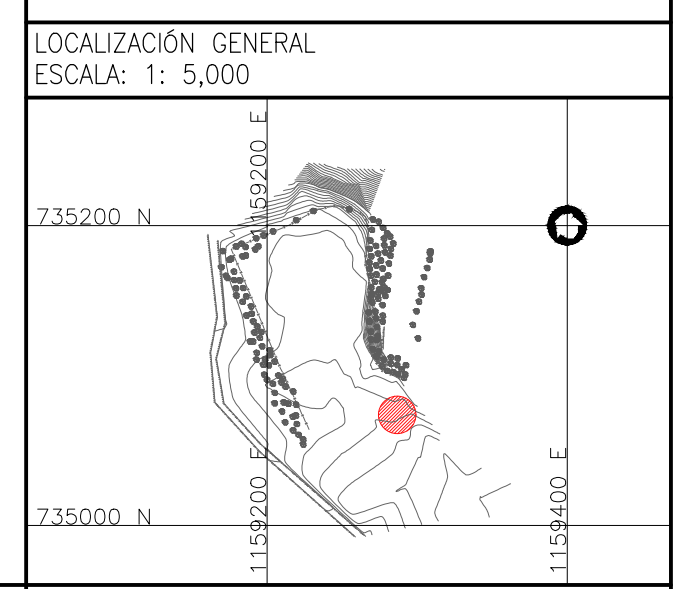 LOCALIZACIÓN GENERAL
ESCALA: 1: 5,000
1159200 E
735200 N
1159200 E
1159400 E
735000 N